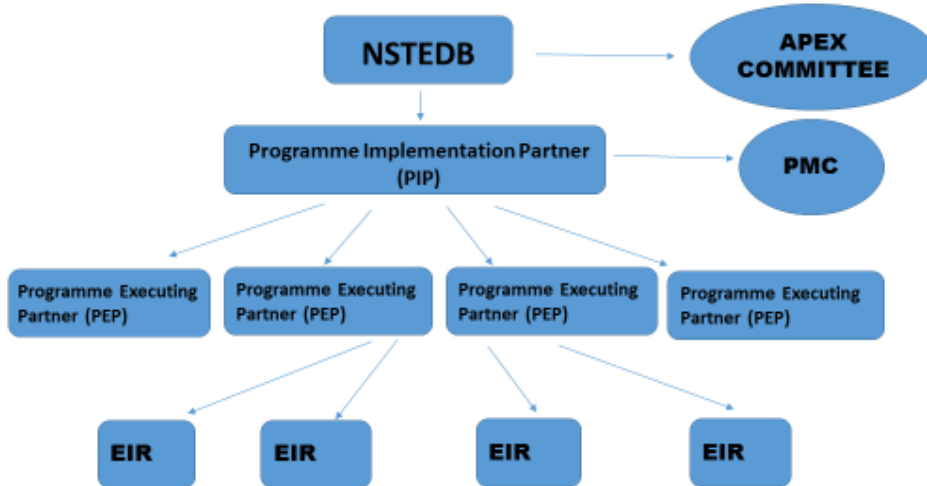 NSTEDB
APEX
COMMITTEE
Programme Implementation Partner
(PIP)
PMC
Programme Executing
Partner (PEP)
Programme Executing
Partner (PEP)
Programme Executing
Partner (PEP)
Programme Executing
Partner (PEP)
EIR
EIR
EIR
EIR